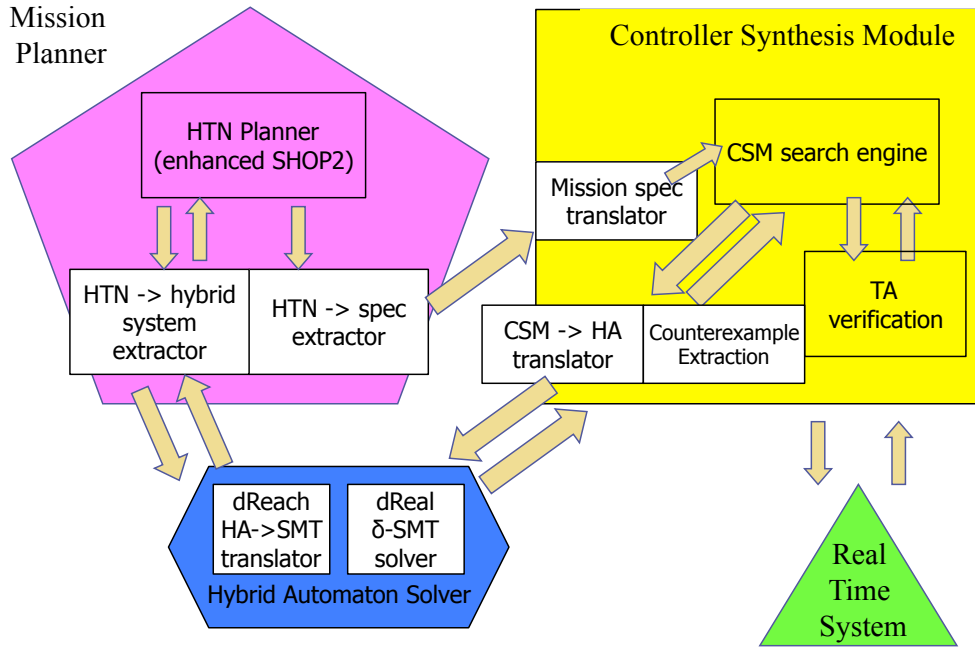 Mission
Planner
HTN Planner
(enhanced SHOP2)
HTN -> hybrid
system
extractor
HTN -> spec
extractor
Controller Synthesis Module
CSM search engine
Mission spec
translator
TA
verification
CSM -> HA
translator
Counterexample
Extraction
dReach
HA->SMT
translator
dReal
δ-SMT
solver
Hybrid Automaton Solver
Real
Time
System